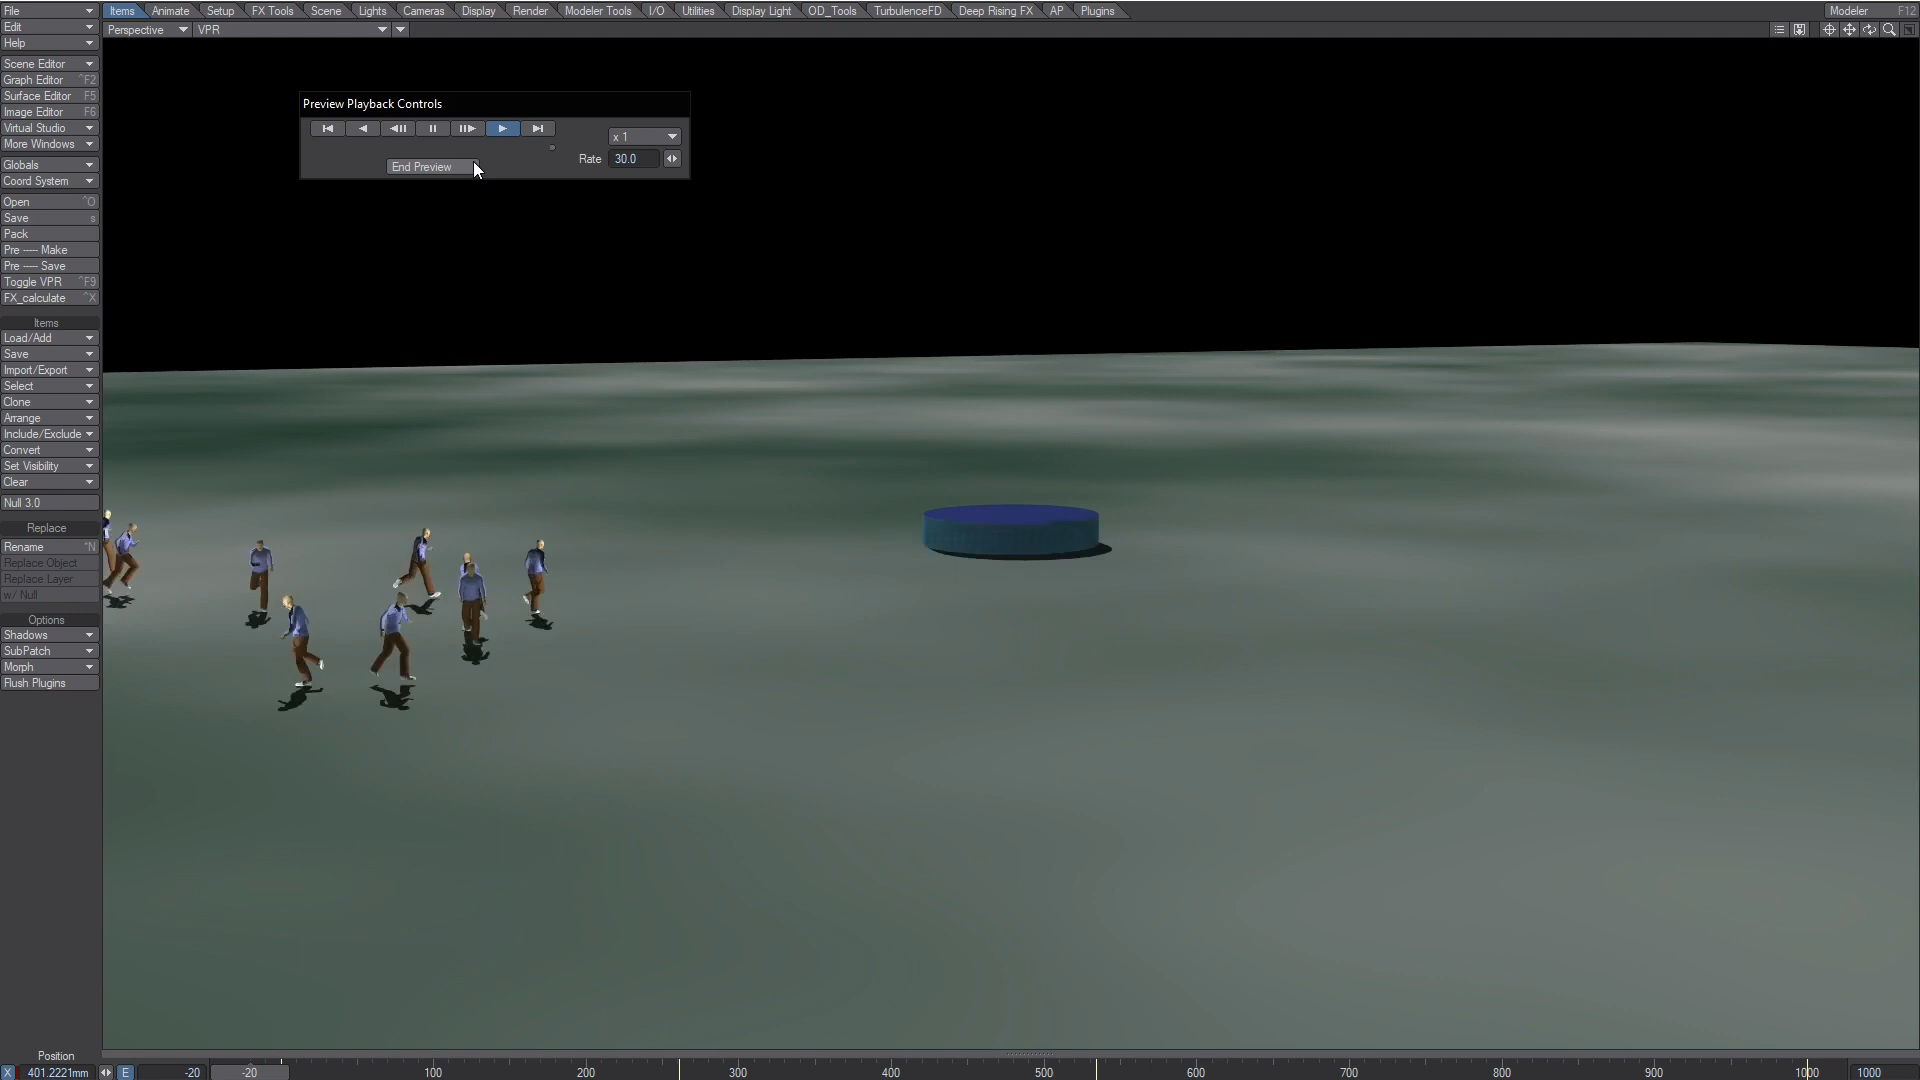 File Items Animate Setup FX Tools Scene Lights Cameras Display Render Modeler Tools I/O Utilities Display Light OD_Tools TurbulenceFD Deep Rising FX AP Plugins Modeler F12
Edit Perspective VPR
Help
Scene Editor
Graph Editor ^F2
Surface Editor F5
Image Editor F6
Virtual Studio
More Windows
Globals
Coord System
Open ^O
Save s
Pack
Pre ---- Make
Pre ---- Save
Toggle VPR ^F9
FX_calculate ^X
Items
Load/Add
Save
Import/Export
Select
Clone
Arrange
Include/Exclude
Convert
Set Visibility
Clear
Null 3.0
Replace
Rename ^N
Replace Object
Replace Layer
w/ Null
Options
Shadows
SubPatch
Morph
Flush Plugins
Preview Playback Controls
x 1
Rate 30.0
End Preview
Position
X 401.2221mm E -20 -20 100 200 300 400 500 600 700 800 900 1000 1000